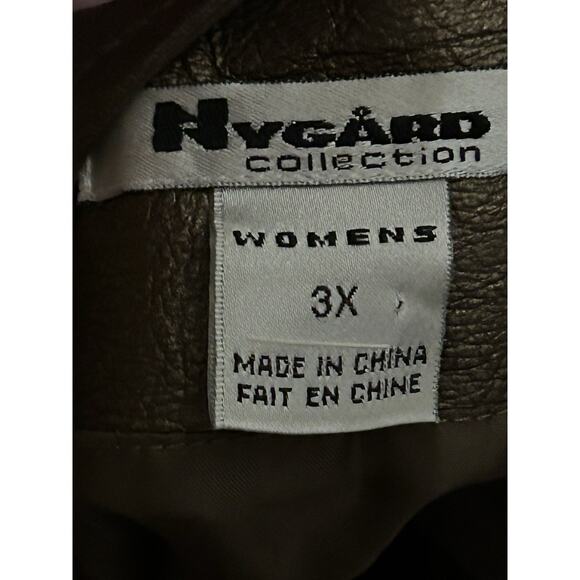 NYGÅRD
collection
WOMENS
3X
MADE IN CHINA
FAIT EN CHINE